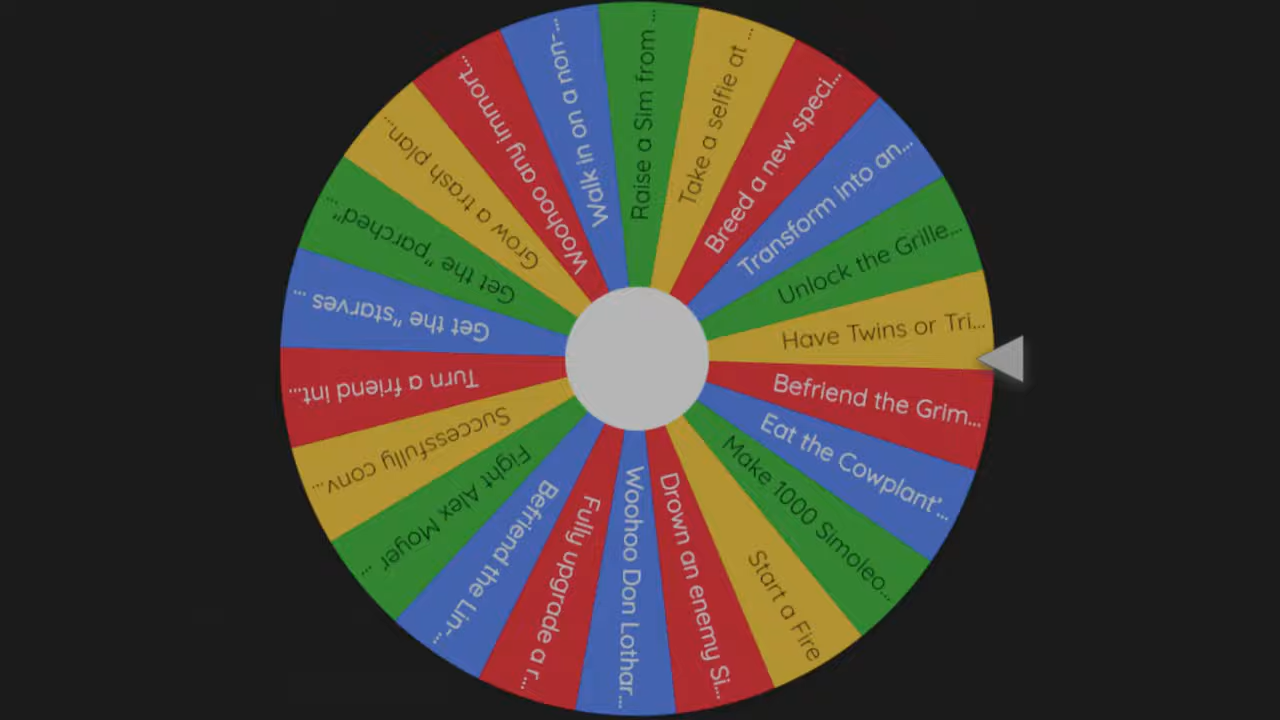 Raise a Sim from ...
Take a selfie at ...
Breed a new speci...
Transform into an...
Unlock the Grille...
Have Twins or Tri...
Befriend the Grim...
Eat the Cowplant'...
Make 1000 Simoleo...
Start a Fire
Drown an enemy Si...
Woohoo Don Lothar...
Fully upgrade a r...
Befriend the Lin-...
Fight Alex Moyer ...
Successfully conv...
Turn a friend int...
Get the "starves ...
Get the "parched" ...
Grow a trash plan...
Woohoo any immort...
Walk in on a non-...